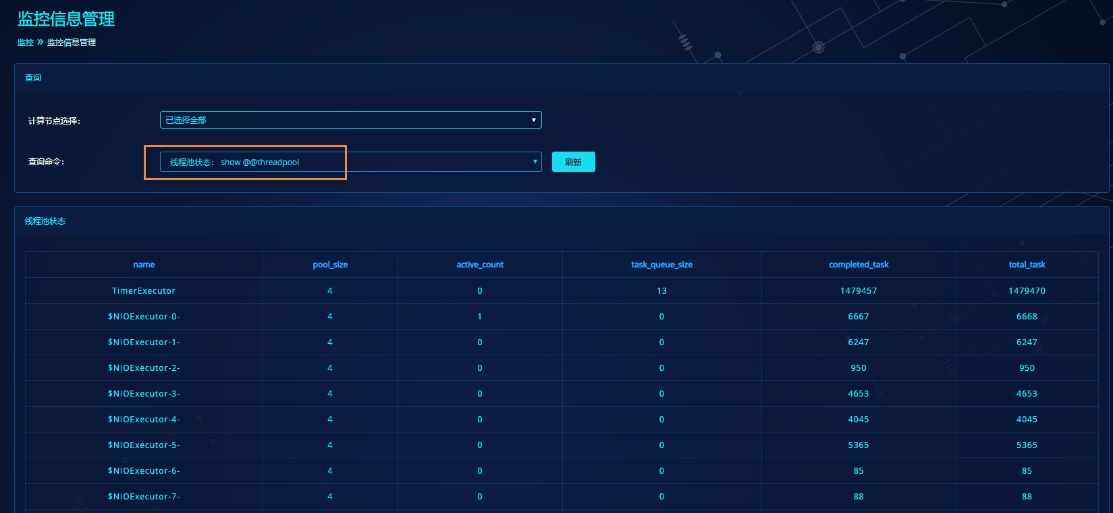 监控信息管理
监控 » 监控信息管理
查询
计算节点选择: 已选择全部
查询命令: 线程池状态: show @@threadpool 刷新
线程池状态
name pool_size active_count task_queue_size completed_task total_task
TimerExecutor 4 0 13 1479457 1479470
$NIOExecutor-0- 4 1 0 6667 6668
$NIOExecutor-1- 4 0 0 6247 6247
$NIOExecutor-2- 4 0 0 950 950
$NIOExecutor-3- 4 0 0 4653 4653
$NIOExecutor-4- 4 0 0 4045 4045
$NIOExecutor-5- 4 0 0 5365 5365
$NIOExecutor-6- 4 0 0 85 85
$NIOExecutor-7- 4 0 0 88 88